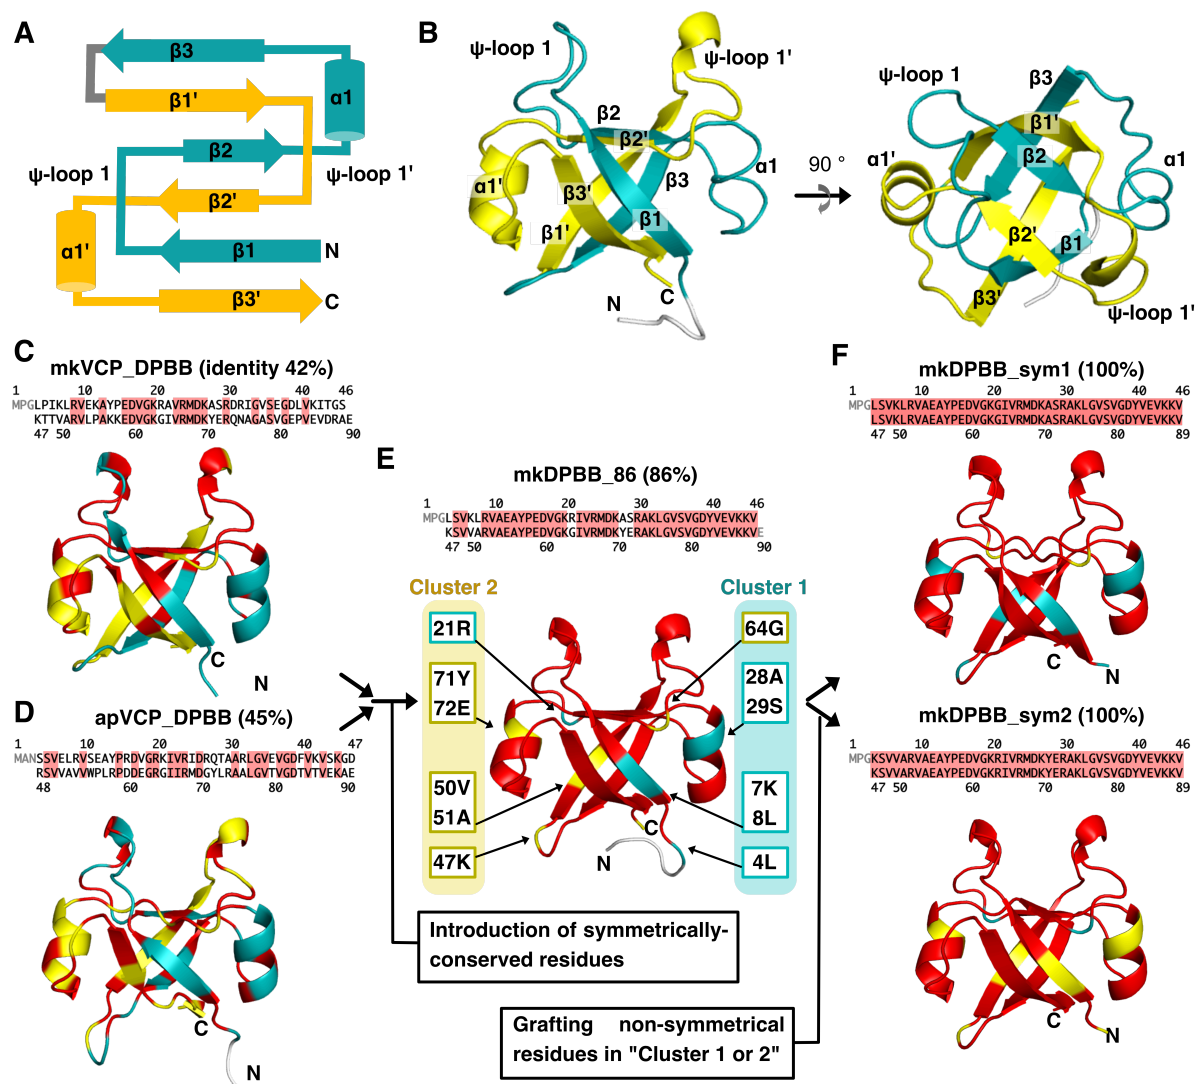 A
β3
α1
β1'
β2
ψ-loop 1
ψ-loop 1'
β2'
α1'
β1
N
β3'
C
B
ψ-loop 1
ψ-loop 1'
β2
β2'
α1
α1'
β3'
β3
β1'
β1
N
C
90 °
ψ-loop 1
β3
β1'
α1'
β2
α1
β2'
β1
β3'
ψ-loop 1'
C
mkVCP_DPBB (identity 42%)
1 10 20 30 40 46
MPGLPIKLRVEKAYPEDVGKRAVRMDKASRDRIGVSEGDLVKITGS
KTTVARVLPAKKEDVGKGIVRMDKYERQNAGASVGEPVEVDRAE
47 50 60 70 80 90
C
N
D
apVCP_DPBB (45%)
1 10 20 30 40 47
MANSSVELRVSEAYPRDVGRKIVRIDRQTAARLGVEVGDFVKVSKGD
RSVVAVVWPLRPDDEGRGIIRMDGYLRAALGVTVGDTVTVEKAE
48 60 70 80 90
C
N
E
mkDPBB_86 (86%)
1 10 20 30 40 46
MPGLSVKLRVAEAYPEDVGKRIVRMDKASRAKLGVSVGDYVEVKKV
KSVVARVAEAYPEDVGKGIVRMDKYERAKLGVSVGDYVEVKKVE
47 50 60 70 80 90
Cluster 2
Cluster 1
21R
71Y
72E
50V
51A
47K
64G
28A
29S
7K
8L
4L
C
N
Introduction of symmetrically-
conserved residues
Grafting non-symmetrical
residues in "Cluster 1 or 2"
F
mkDPBB_sym1 (100%)
1 10 20 30 40 46
MPGLSVKLRVAEAYPEDVGKGIVRMDKASRAKLGVSVGDYVEVKKV
LSVKLRVAEAYPEDVGKGIVRMDKASRAKLGVSVGDYVEVKKV
47 50 60 70 80 89
C
N
mkDPBB_sym2 (100%)
1 10 20 30 40 46
MPGKSVVARVAEAYPEDVGKRIVRMDKYERAKLGVSVGDYVEVKKV
KSVVARVAEAYPEDVGKRIVRMDKYERAKLGVSVGDYVEVKKV
47 50 60 70 80 89
C
N